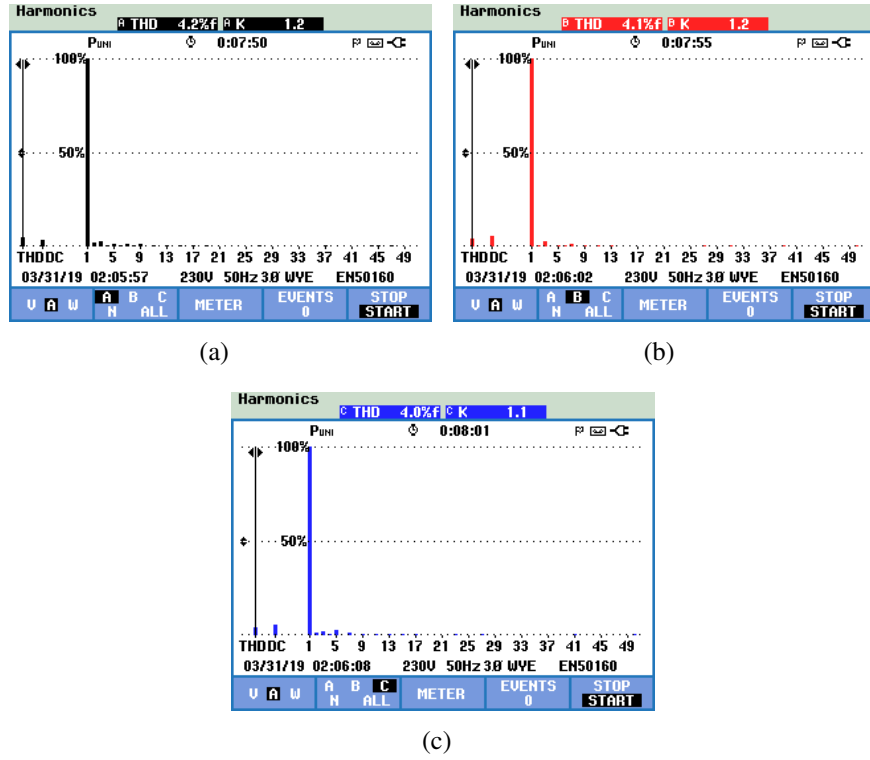 Harmonics
A THD 4.2%f A K 1.2
PUNI 0:07:50
100%
50%
THD DC 1 5 9 13 17 21 25 29 33 37 41 45 49
03/31/19 02:05:57 230V 50Hz 3Ø WYE EN50160
V A W A B C N ALL METER EVENTS 0 STOP START
(a)
Harmonics
B THD 4.1%f B K 1.2
PUNI 0:07:55
100%
50%
THD DC 1 5 9 13 17 21 25 29 33 37 41 45 49
03/31/19 02:06:02 230V 50Hz 3Ø WYE EN50160
V A W A B C N ALL METER EVENTS 0 STOP START
(b)
Harmonics
C THD 4.0%f C K 1.1
PUNI 0:08:01
100%
50%
THD DC 1 5 9 13 17 21 25 29 33 37 41 45 49
03/31/19 02:06:08 230V 50Hz 3Ø WYE EN50160
V A W A B C N ALL METER EVENTS 0 STOP START
(c)